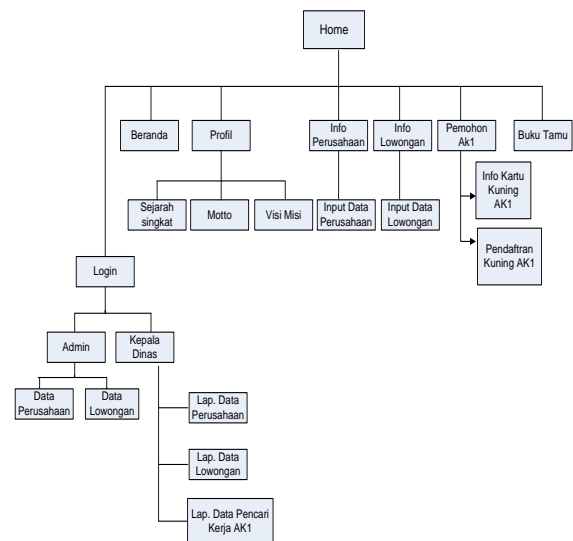 Home
Beranda
Profil
Info
Perusahaan
Info
Lowongan
Pemohon
Ak1
Buku Tamu
Info Kartu
Kuning
AK1
Sejarah
singkat
Motto
Visi Misi
Input Data
Perusahaan
Input Data
Lowongan
Pendaftran
Kuning AK1
Login
Admin
Kepala
Dinas
Data
Perusahaan
Data
Lowongan
Lap. Data
Perusahaan
Lap. Data
Lowongan
Lap. Data Pencari
Kerja AK1